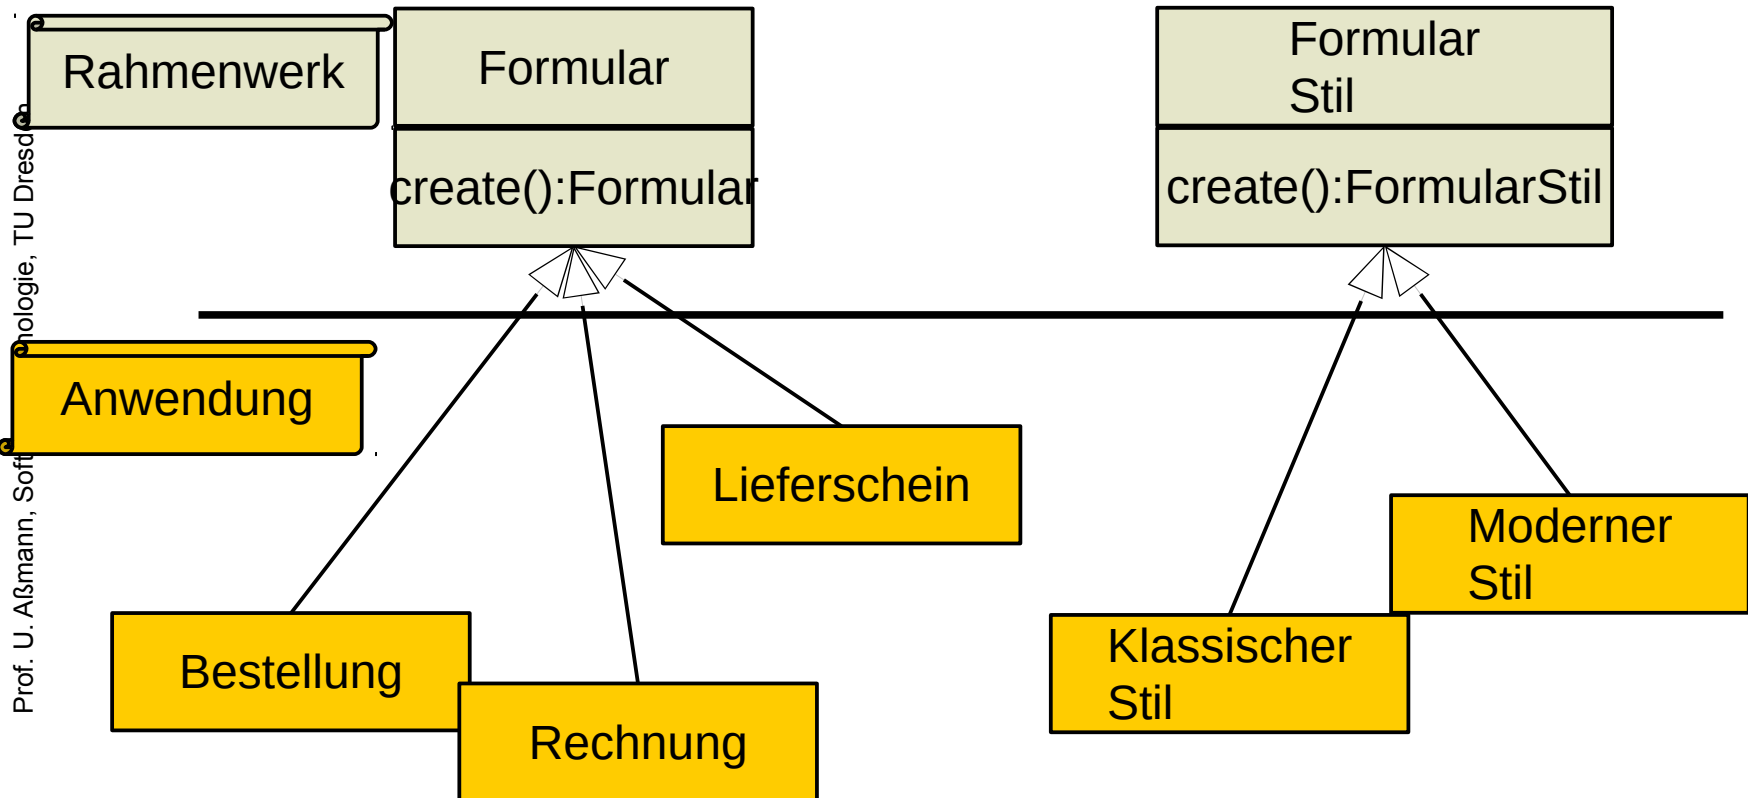 Rahmenwerk
Formular
create():Formular
Formular
Stil
create():FormularStil
Anwendung
Lieferschein
Bestellung
Rechnung
Moderner
Stil
Klassischer
Stil
Prof. U. Aßmann, Soft nologie, TU Dresd